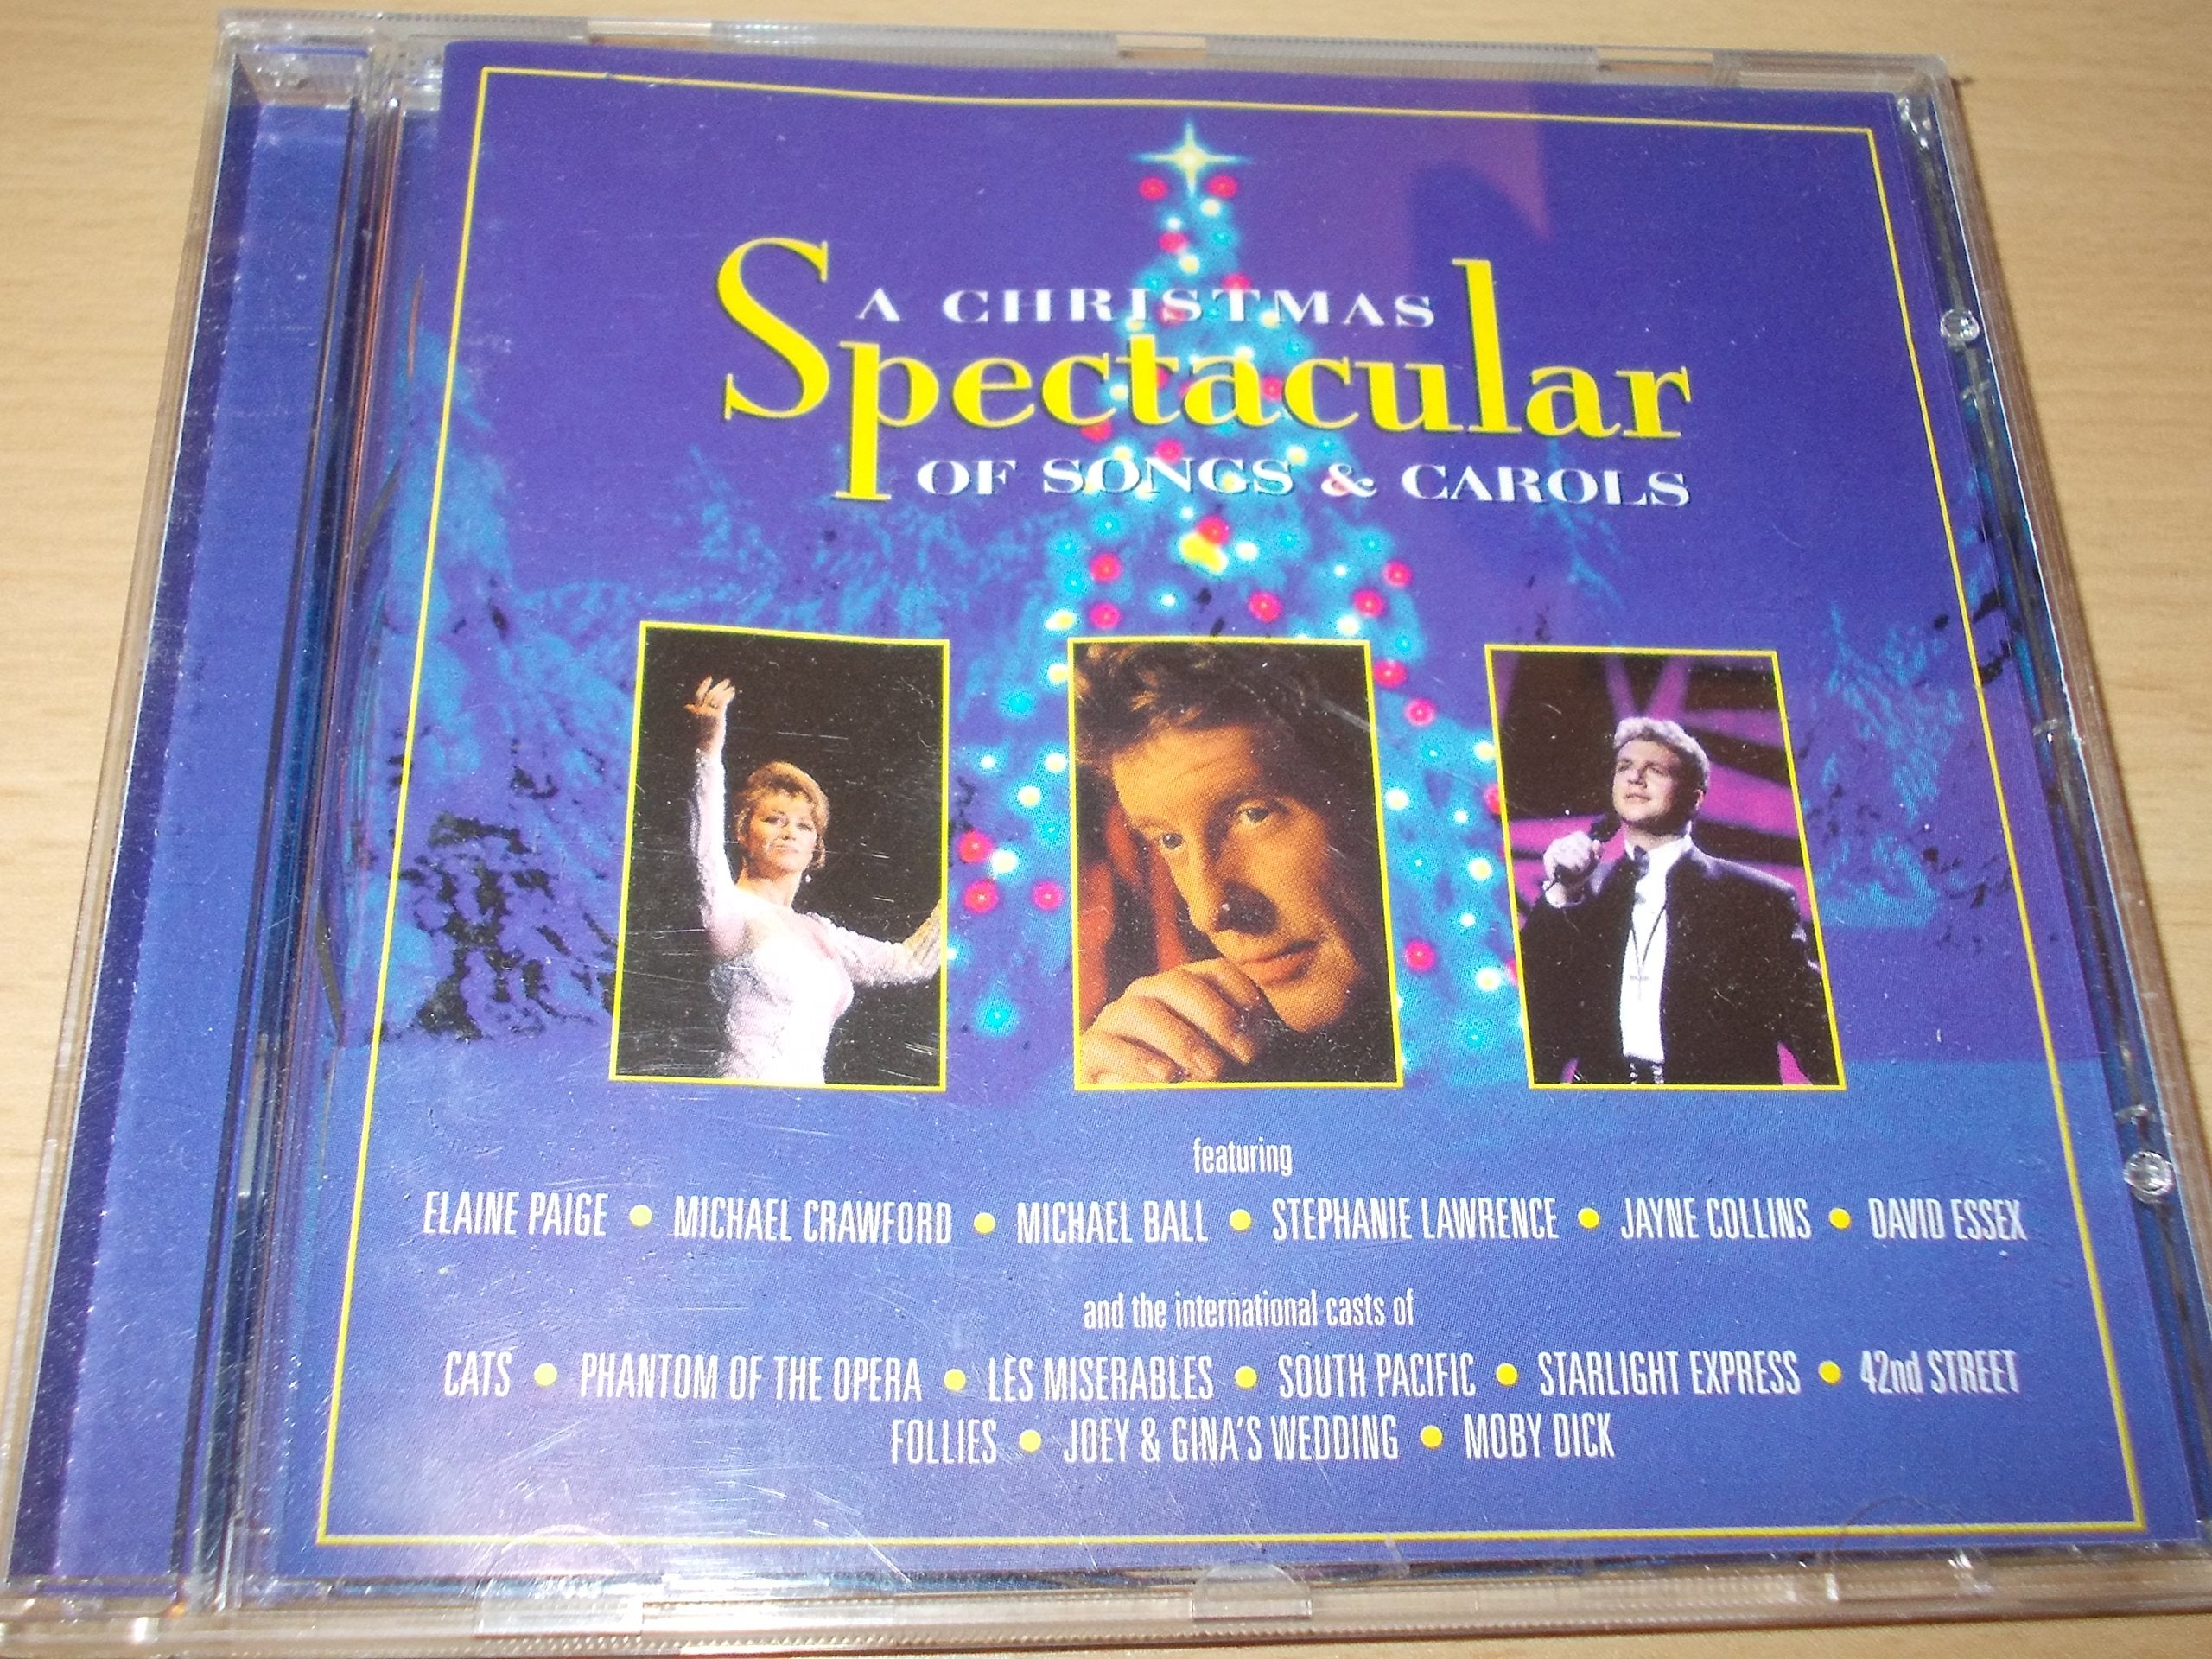 A CHRISTMAS
Spectacular
OF SONGS & CAROLS
featuring
ELAINE PAIGE • MICHAEL CRAWFORD • MICHAEL BALL • STEPHANIE LAWRENCE • JAYNE COLLINS • DAVID ESSEX
and the international casts of
CATS • PHANTOM OF THE OPERA • LES MISERABLES • SOUTH PACIFIC • STARLIGHT EXPRESS • 42nd STREET
FOLLIES • JOEY & GINA'S WEDDING • MOBY DICK